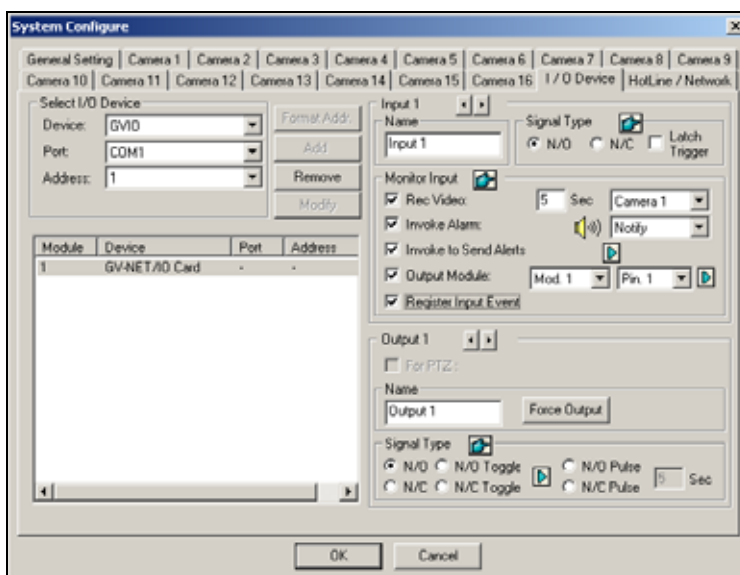 System Configure
General Setting Camera 1 Camera 2 Camera 3 Camera 4 Camera 5 Camera 6 Camera 7 Camera 8 Camera 9
Camera 10 Camera 11 Camera 12 Camera 13 Camera 14 Camera 15 Camera 16 I / O Device HotLine / Network
Select I/O Device
Device: GVIO
Port: COM1
Address: 1
Format Addr.
Add
Remove
Modify
Module Device Port Address
1 GV-NET/IO Card - -
Input 1
Name
Input 1
Signal Type
N/O N/C Latch Trigger
Monitor Input
Rec Video: 5 Sec Camera 1
Invoke Alarm: Notify
Invoke to Send Alerts
Output Module: Mod. 1 Pin. 1
Register Input Event
Output 1
For PTZ :
Name
Output 1
Force Output
Signal Type
N/O N/O Toggle N/O Pulse
N/C N/C Toggle N/C Pulse 5 Sec
OK Cancel